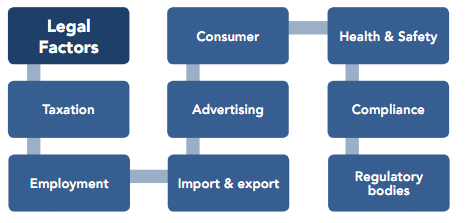 Legal
Factors
Taxation
Employment
Import & export
Advertising
Consumer
Health & Safety
Compliance
Regulatory
bodies